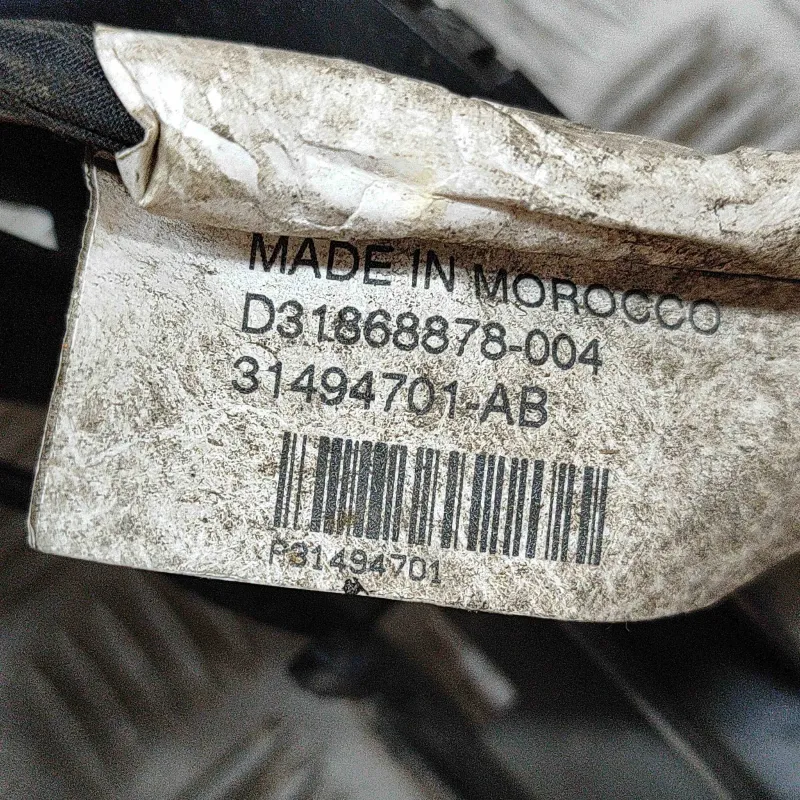 MADE IN MOROCCO
D31868878-004
31494701-AB
P31494701